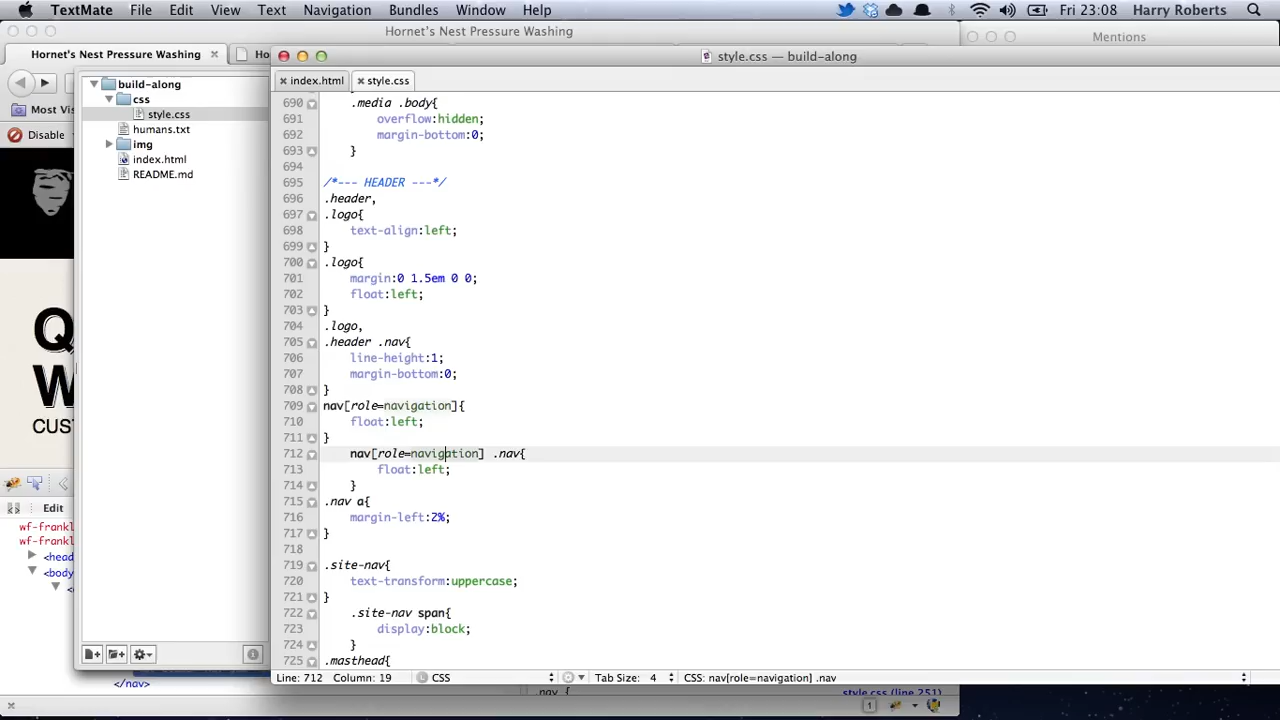 TextMate File Edit View Text Navigation Bundles Window Help Fri 23:08 Harry Roberts
Hornet's Nest Pressure Washing
Mentions
Hornet's Nest Pressure Washing Ho
style.css — build-along
build-along
index.html style.css
css
Most Vis
style.css
humans.txt
Disable
img
index.html
README.md
690 .media .body{
691 overflow:hidden;
692 margin-bottom:0;
693 }
694
695 /*--- HEADER ---*/
696 .header,
697 .logo{
698 text-align:left;
699 }
700 .logo{
701 margin:0 1.5em 0 0;
702 float:left;
703 }
704 .logo,
705 .header .nav{
706 line-height:1;
707 margin-bottom:0;
708 }
709 nav[role=navigation]{
710 float:left;
711 }
712 nav[role=navigation] .nav{
713 float:left;
714 }
715 .nav a{
716 margin-left:2%;
717 }
718
719 .site-nav{
720 text-transform:uppercase;
721 }
722 .site-nav span{
723 display:block;
724 }
725 .masthead{
Q
W
CUST
Edit
wf-frankl
wf-frankl
<head
<body
<
</nav>
Line: 712 Column: 19 CSS Tab Size: 4 CSS: nav[role=navigation] .nav
.nav { style.css (line 251)
1